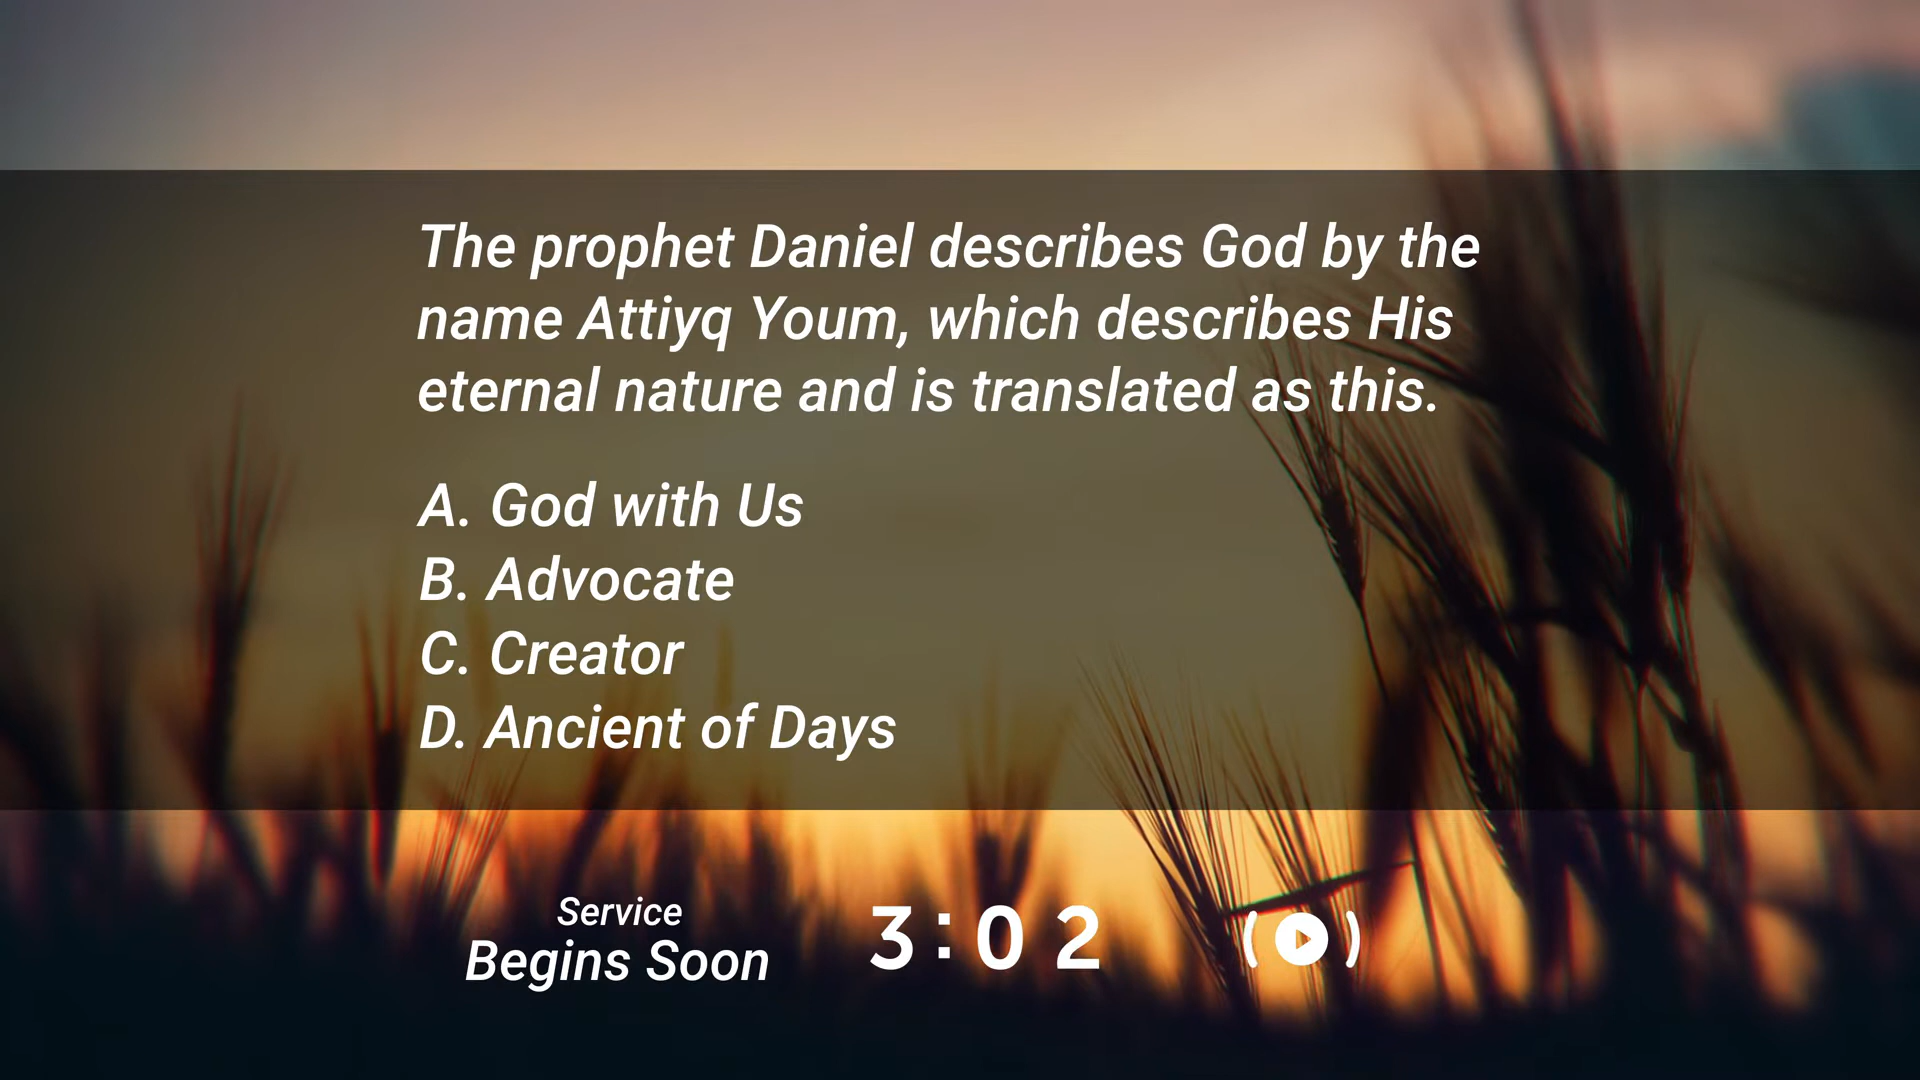 The prophet Daniel describes God by the
name Attiyq Youm, which describes His
eternal nature and is translated as this.
A. God with Us
B. Advocate
C. Creator
D. Ancient of Days
Service
Begins Soon
3:02